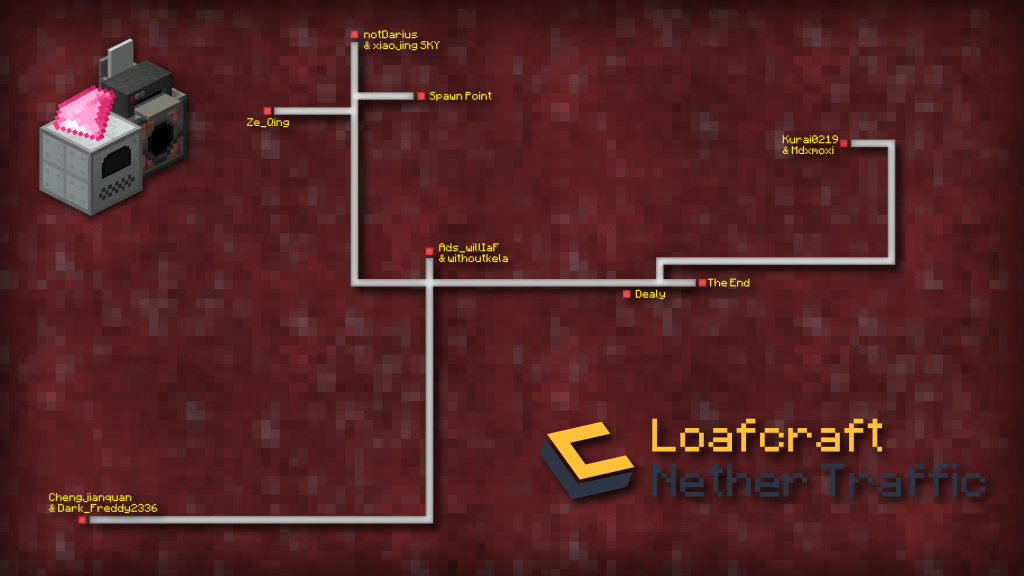 notDarius
& xiaojing SKY
Spawn Point
Ze_Qing
Kurai0219
& Mdxmoxi
Ads_willIaF
& withoutkela
The End
Dealy
Loafcraft
Nether Traffic
Chengjianquan
& Dark_Freddy2336